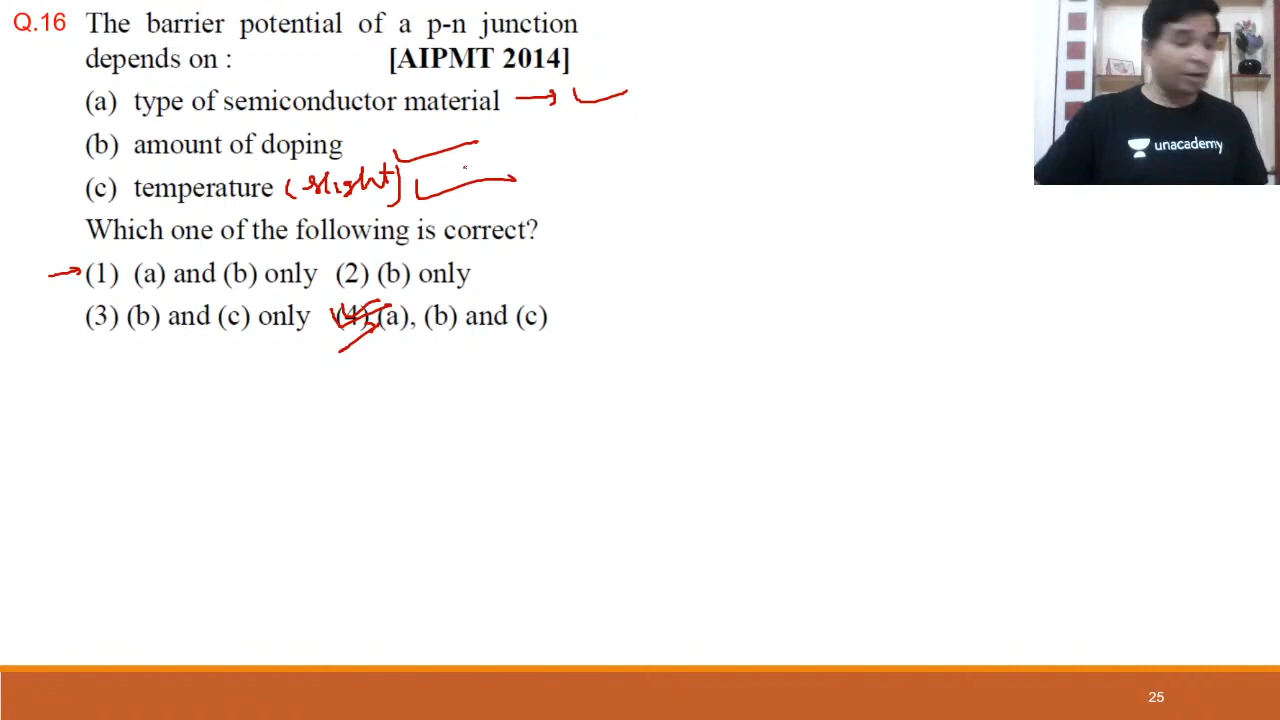 Q.16 The barrier potential of a p-n junction
depends on : [AIPMT 2014]
(a) type of semiconductor material
(b) amount of doping
(c) temperature (slight)
Which one of the following is correct?
(1) (a) and (b) only (2) (b) only
(3) (b) and (c) only (4) (a), (b) and (c)
unacademy
25